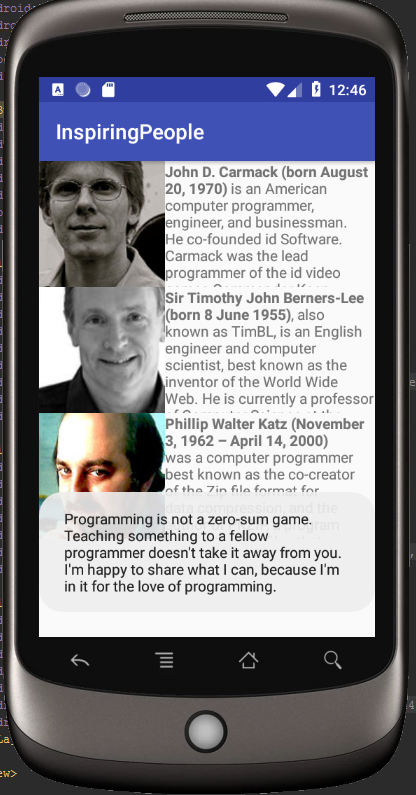 12:46
InspiringPeople
John D. Carmack (born August
20, 1970) is an American
computer programmer,
engineer, and businessman.
He co-founded id Software.
Carmack was the lead
programmer of the id video
Sir Timothy John Berners-Lee
(born 8 June 1955), also
known as TimBL, is an English
engineer and computer
scientist, best known as the
inventor of the World Wide
Web. He is currently a professor
Phillip Walter Katz (November
3, 1962 – April 14, 2000)
was a computer programmer
best known as the co-creator
of the Zip file format for
data compression, and the
program
Programming is not a zero-sum game.
Teaching something to a fellow
programmer doesn't take it away from you.
I'm happy to share what I can, because I'm
in it for the love of programming.
ew>